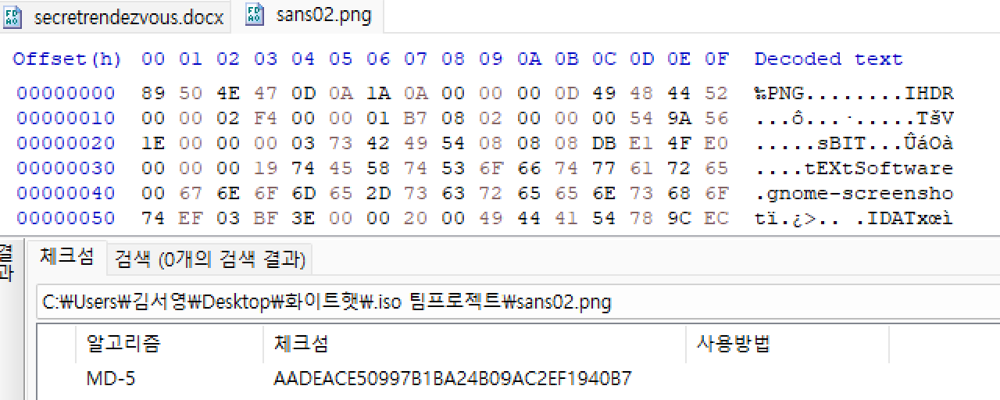 secretrendezvous.docx sans02.png
Offset(h) 00 01 02 03 04 05 06 07 08 09 0A 0B 0C 0D 0E 0F Decoded text
00000000 89 50 4E 47 0D 0A 1A 0A 00 00 00 0D 49 48 44 52 ‰PNG........IHDR
00000010 00 00 02 F4 00 00 01 B7 08 02 00 00 00 54 9A 56 ...ô...·.....TšV
00000020 1E 00 00 00 03 73 42 49 54 08 08 08 DB E1 4F E0 .....sBIT...ÛáOà
00000030 00 00 00 19 74 45 58 74 53 6F 66 74 77 61 72 65 ....tEXtSoftware
00000040 00 67 6E 6F 6D 65 2D 73 63 72 65 65 6E 73 68 6F .gnome-screensho
00000050 74 EF 03 BF 3E 00 00 20 00 49 44 41 54 78 9C EC tï.¿>.. .IDATxœì
결과
체크섬 검색 (0개의 검색 결과)
C:₩Users₩김서영₩Desktop₩화이트햇₩.iso 팀프로젝트₩sans02.png
알고리즘 체크섬 사용방법
MD-5 AADEACE50997B1BA24B09AC2EF1940B7